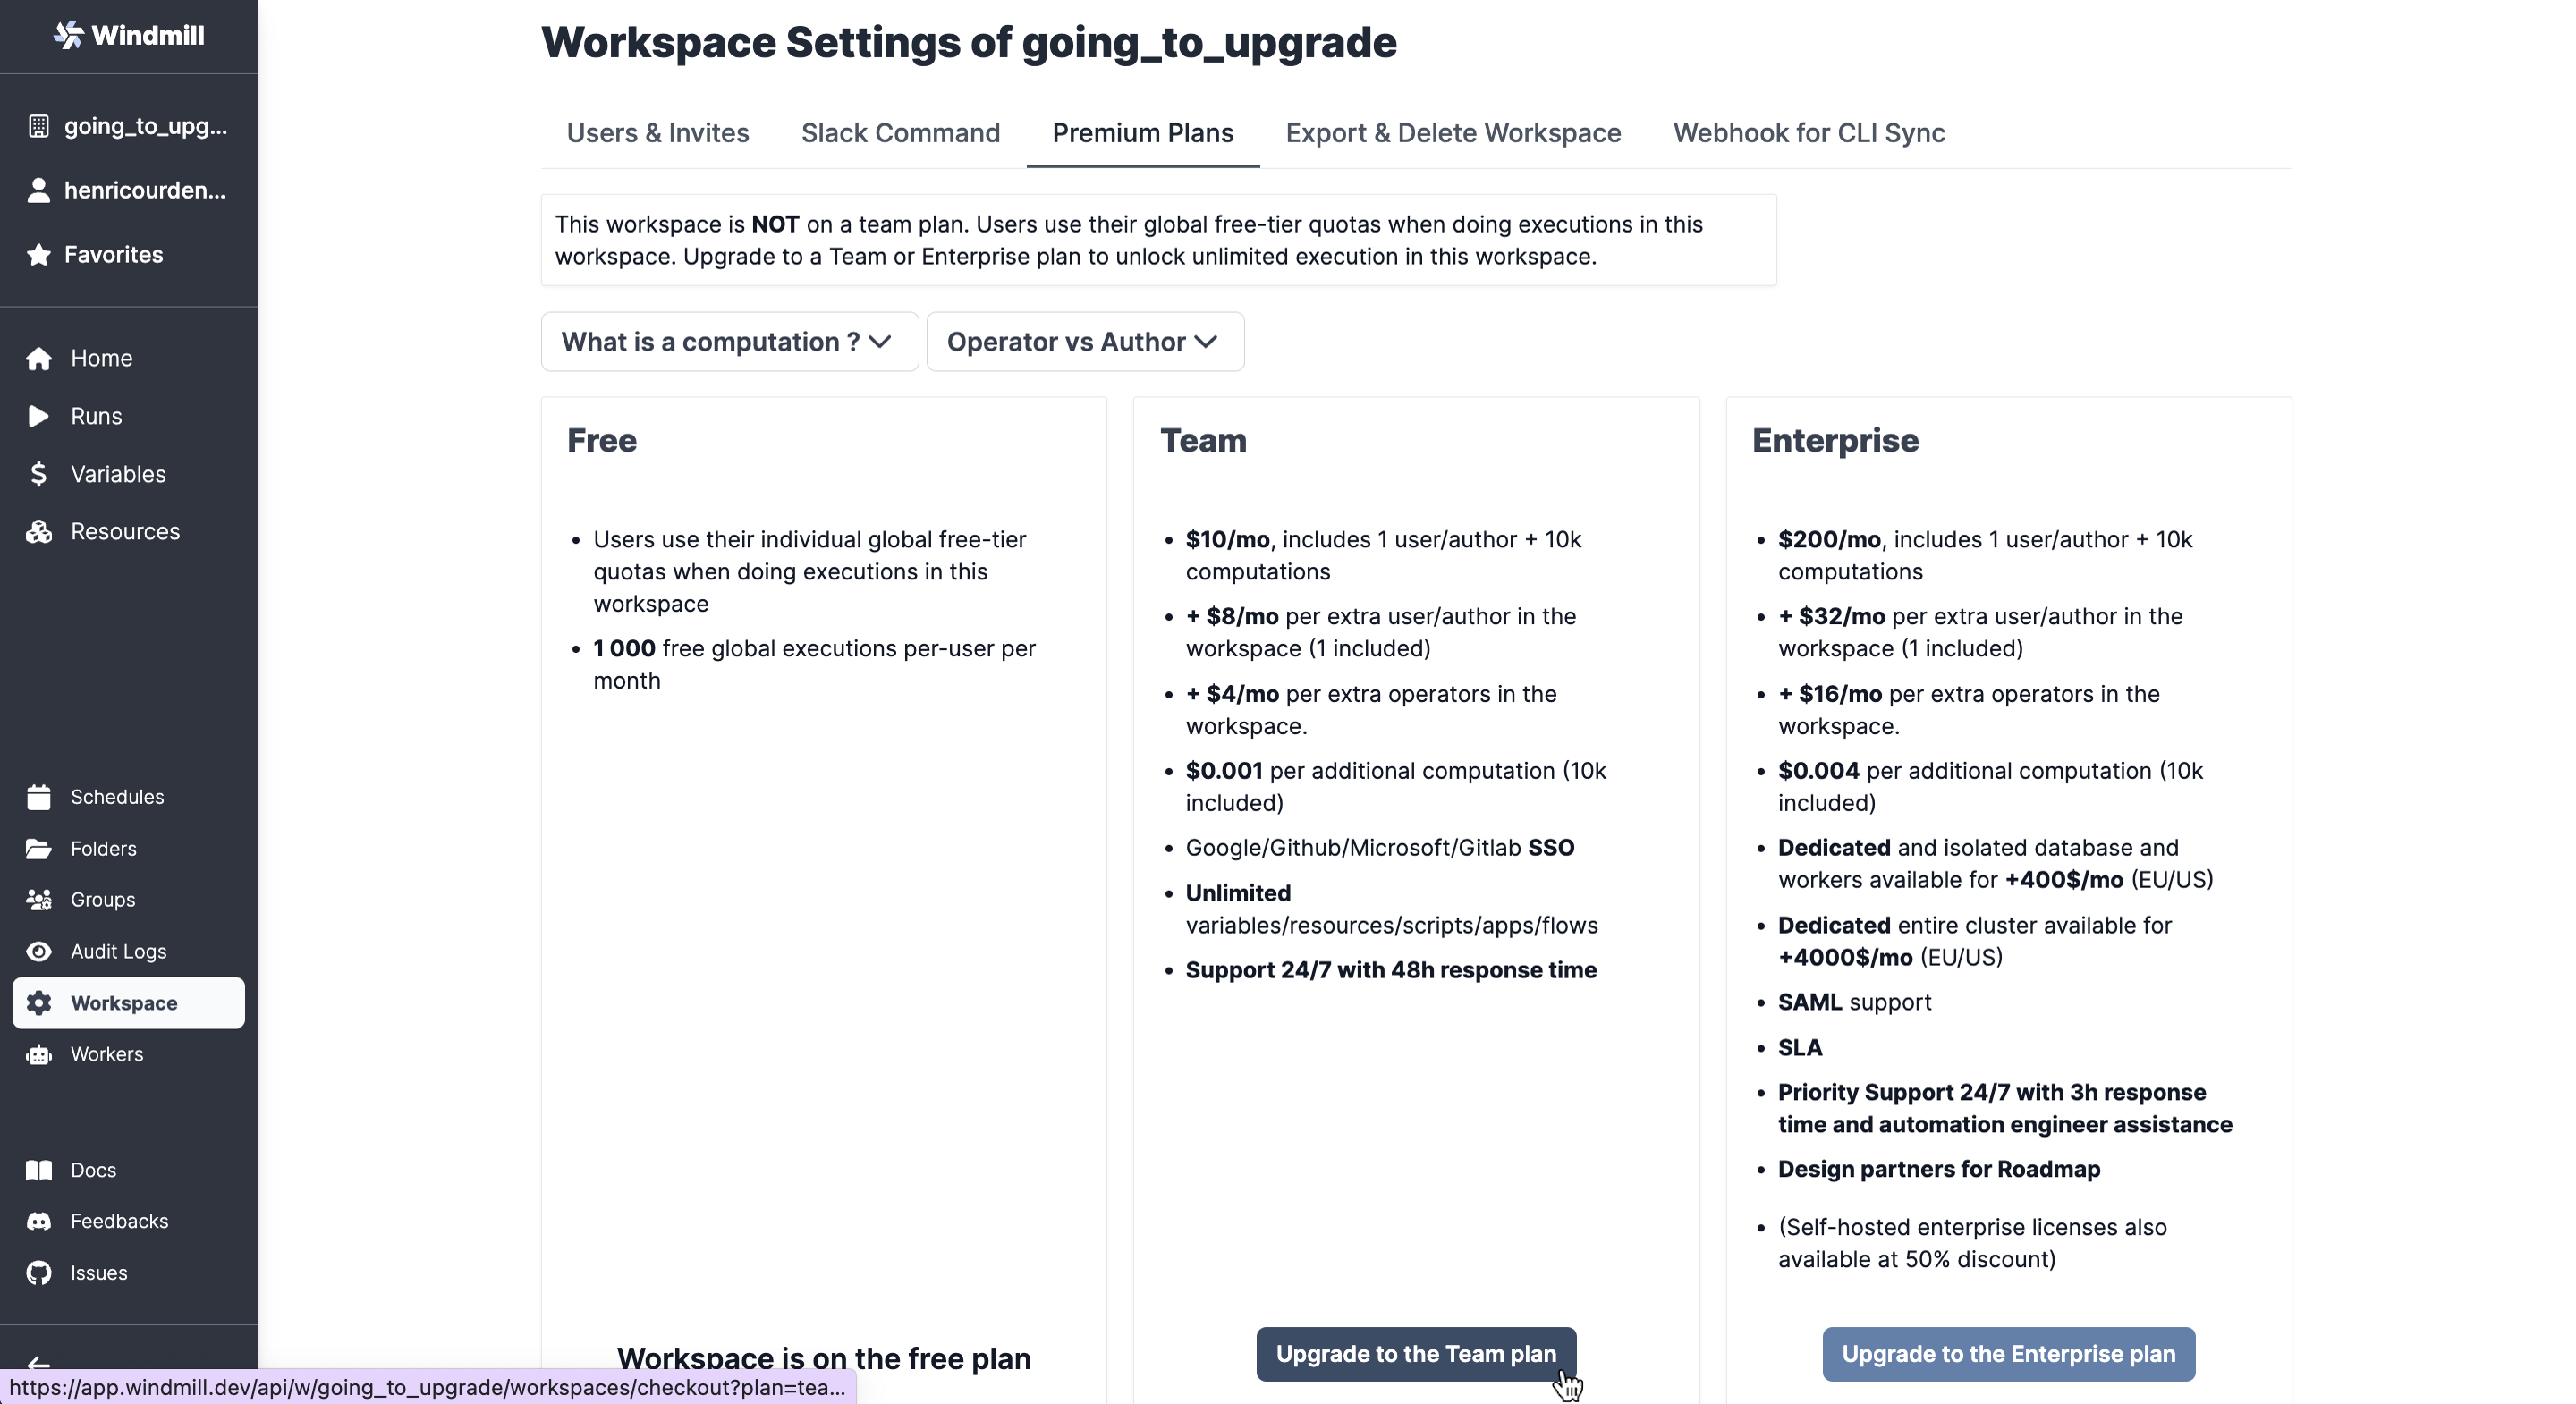 Windmill
going_to_upg...
henricourden...
Favorites
Home
Runs
Variables
Resources
Schedules
Folders
Groups
Audit Logs
Workspace
Workers
Docs
Feedbacks
Issues
https://app.windmill.dev/api/w/going_to_upgrade/workspaces/checkout?plan=tea...
Workspace Settings of going_to_upgrade
Users & Invites
Slack Command
Premium Plans
Export & Delete Workspace
Webhook for CLI Sync
This workspace is NOT on a team plan. Users use their global free-tier quotas when doing executions in this
workspace. Upgrade to a Team or Enterprise plan to unlock unlimited execution in this workspace.
What is a computation ?
Operator vs Author
Free
• Users use their individual global free-tier
quotas when doing executions in this
workspace
• 1 000 free global executions per-user per
month
Workspace is on the free plan
Team
• $10/mo, includes 1 user/author + 10k
computations
• + $8/mo per extra user/author in the
workspace (1 included)
• + $4/mo per extra operators in the
workspace.
• $0.001 per additional computation (10k
included)
• Google/Github/Microsoft/Gitlab SSO
• Unlimited
variables/resources/scripts/apps/flows
• Support 24/7 with 48h response time
Upgrade to the Team plan
Enterprise
• $200/mo, includes 1 user/author + 10k
computations
• + $32/mo per extra user/author in the
workspace (1 included)
• + $16/mo per extra operators in the
workspace.
• $0.004 per additional computation (10k
included)
• Dedicated and isolated database and
workers available for +400$/mo (EU/US)
• Dedicated entire cluster available for
+4000$/mo (EU/US)
• SAML support
• SLA
• Priority Support 24/7 with 3h response
time and automation engineer assistance
• Design partners for Roadmap
• (Self-hosted enterprise licenses also
available at 50% discount)
Upgrade to the Enterprise plan